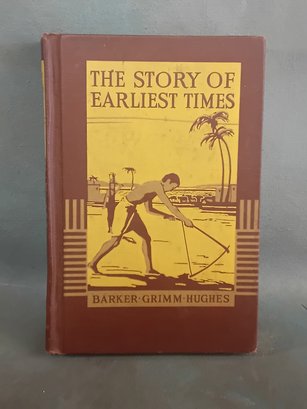 THE STORY OF
EARLIEST TIMES
BARKER·GRIMM·HUGHES